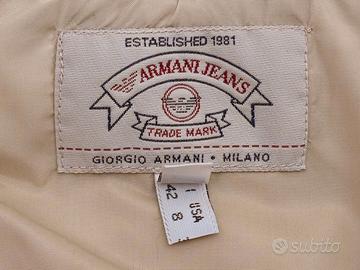 ESTABLISHED 1981
ARMANI JEANS
TRADE MARK
GIORGIO ARMANI • MILANO
I USA
42 8
subito